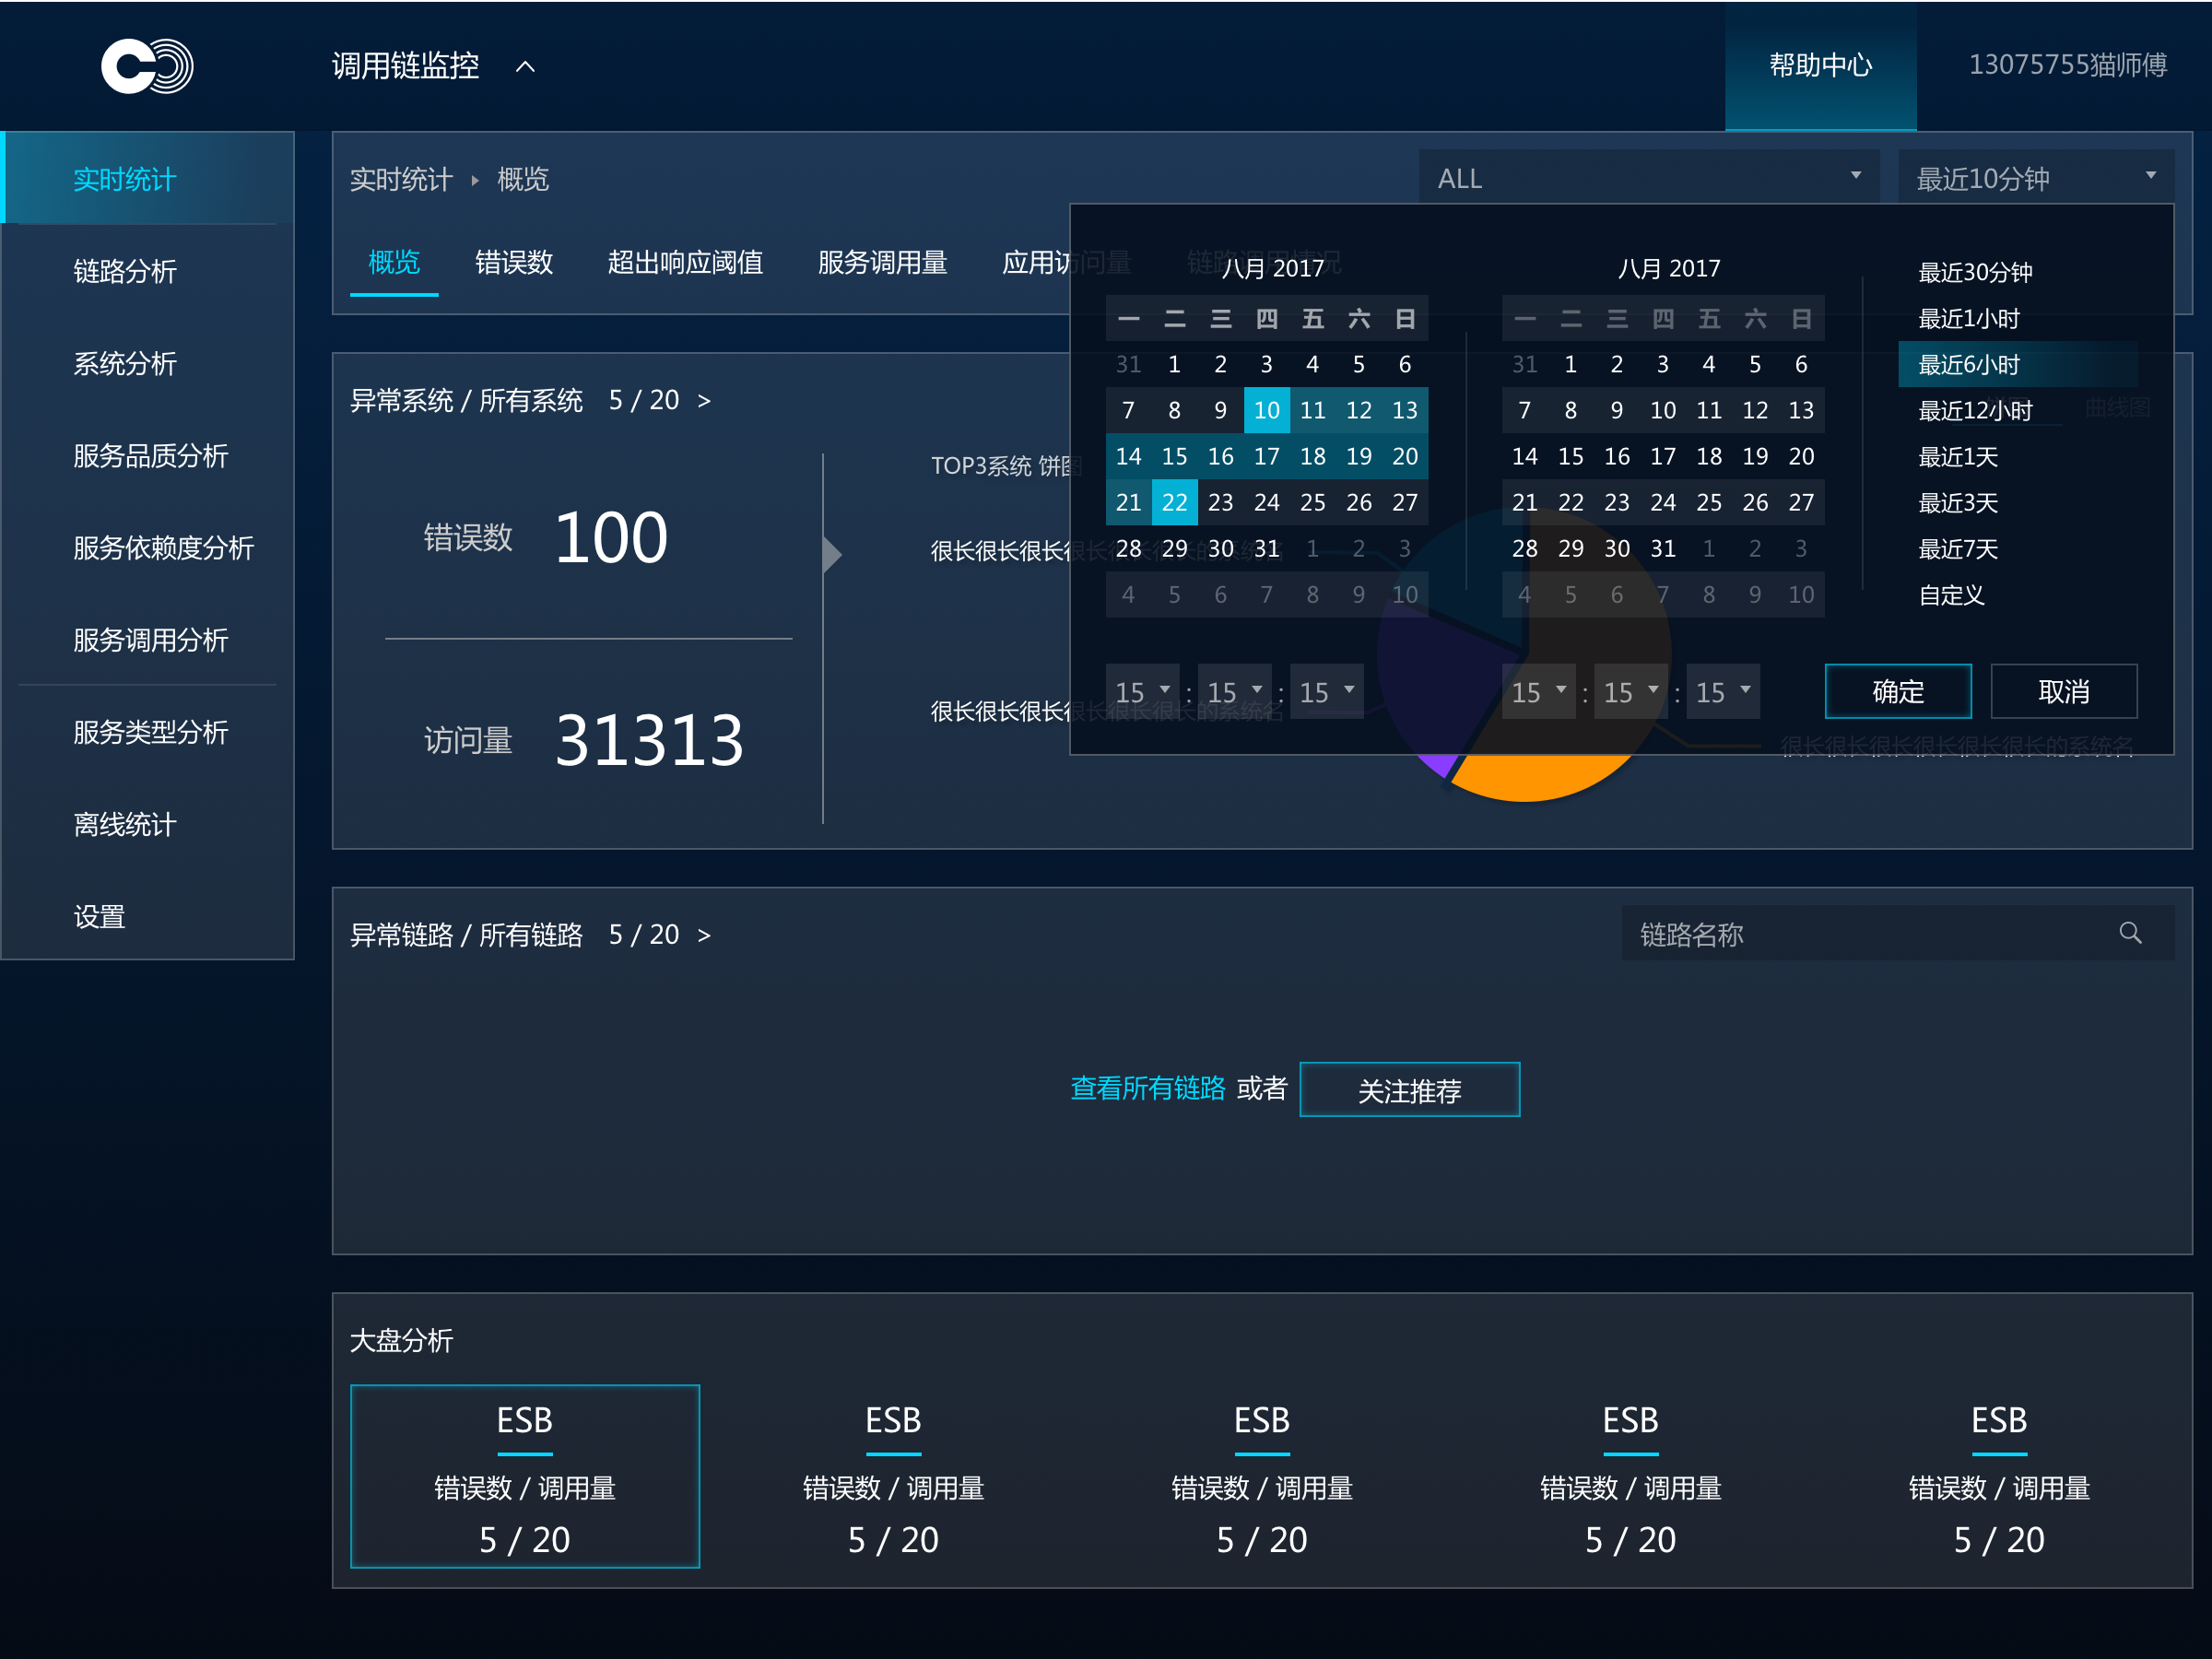 调用链监控
帮助中心
13075755猫师傅
实时统计
链路分析
系统分析
服务品质分析
服务依赖度分析
服务调用分析
服务类型分析
离线统计
设置
实时统计 概览
ALL
最近10分钟
概览 错误数 超出响应阈值 服务调用量 应用访问量 链路调用情况
异常系统 / 所有系统 5 / 20 >
错误数 100
访问量 31313
TOP3系统 饼图
曲线图
很长很长很长很长很长很长很长的系统名
很长很长很长很长很长很长很长的系统名
很长很长很长很长很长很长很长的系统名
八月 2017
一 二 三 四 五 六 日
31 1 2 3 4 5 6
7 8 9 10 11 12 13
14 15 16 17 18 19 20
21 22 23 24 25 26 27
28 29 30 31 1 2 3
4 5 6 7 8 9 10
15 : 15 : 15
八月 2017
一 二 三 四 五 六 日
31 1 2 3 4 5 6
7 8 9 10 11 12 13
14 15 16 17 18 19 20
21 22 23 24 25 26 27
28 29 30 31 1 2 3
4 5 6 7 8 9 10
15 : 15 : 15
最近30分钟
最近1小时
最近6小时
最近12小时
最近1天
最近3天
最近7天
自定义
确定
取消
异常链路 / 所有链路 5 / 20 >
链路名称
查看所有链路 或者 关注推荐
大盘分析
ESB
错误数 / 调用量
5 / 20
ESB
错误数 / 调用量
5 / 20
ESB
错误数 / 调用量
5 / 20
ESB
错误数 / 调用量
5 / 20
ESB
错误数 / 调用量
5 / 20